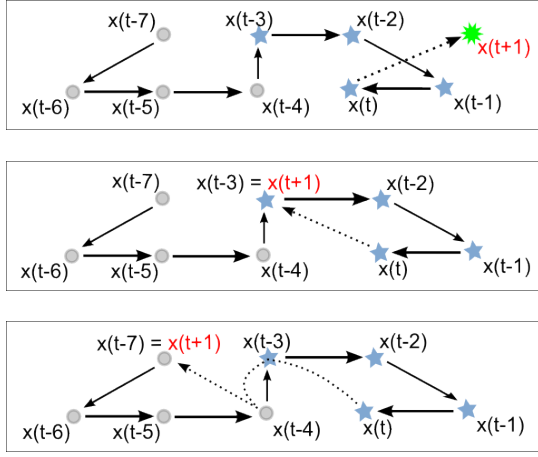 x(t-7)
x(t-3)
x(t-2)
x(t+1)
x(t-6)
x(t-5)
x(t-4)
x(t)
x(t-1)
x(t-7)
x(t-3) = x(t+1)
x(t-2)
x(t-6)
x(t-5)
x(t-4)
x(t)
x(t-1)
x(t-7) = x(t+1)
x(t-3)
x(t-2)
x(t-6)
x(t-5)
x(t-4)
x(t)
x(t-1)